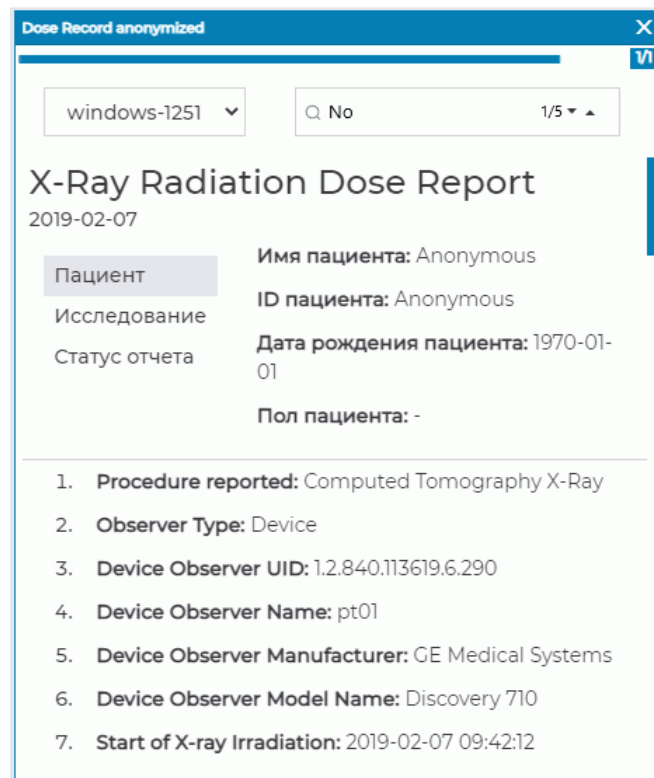 Dose Record anonymized X
1/1
windows-1251
No 1/5
X-Ray Radiation Dose Report
2019-02-07
Пациент
Исследование
Статус отчета
Имя пациента: Anonymous
ID пациента: Anonymous
Дата рождения пациента: 1970-01-
01
Пол пациента: -
1. Procedure reported: Computed Tomography X-Ray
2. Observer Type: Device
3. Device Observer UID: 1.2.840.113619.6.290
4. Device Observer Name: pt01
5. Device Observer Manufacturer: GE Medical Systems
6. Device Observer Model Name: Discovery 710
7. Start of X-ray Irradiation: 2019-02-07 09:42:12